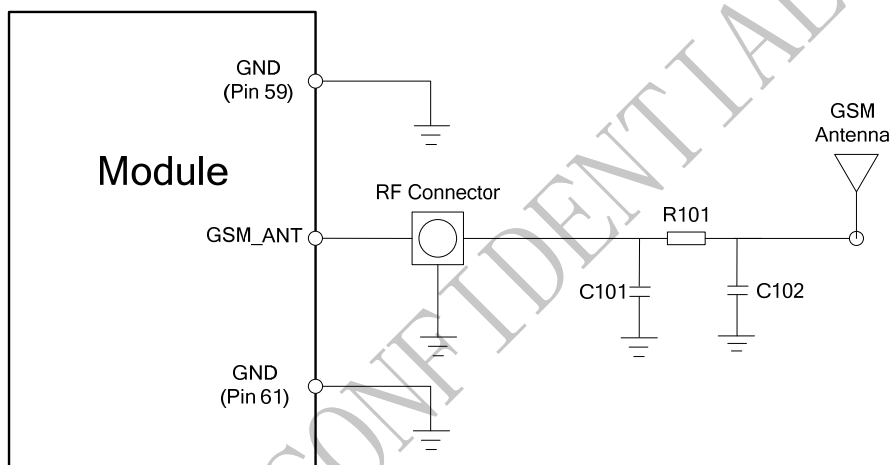 GND
(Pin 59)
GSM
Antenna
Module
RF Connector
R101
GSM_ANT
C101
C102
GND
(Pin 61)
CONFIDENTIAL